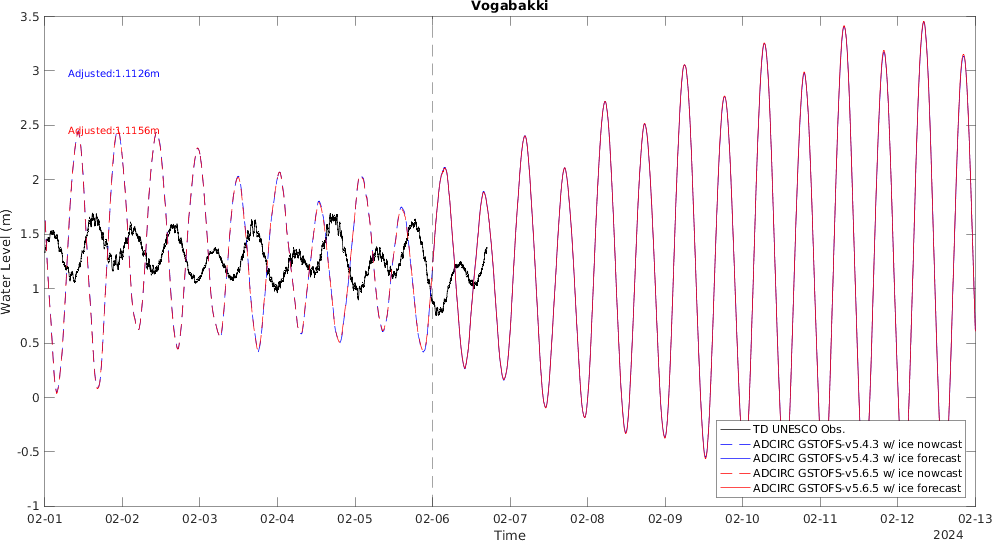 Vogabakki
3.5
3
2.5
2
1.5
1
0.5
0
-0.5
-1
Water Level (m)
Adjusted:1.1126m
Adjusted:1.1156m
TD UNESCO Obs.
ADCIRC GSTOFS-v5.4.3 w/ ice nowcast
ADCIRC GSTOFS-v5.4.3 w/ ice forecast
ADCIRC GSTOFS-v5.6.5 w/ ice nowcast
ADCIRC GSTOFS-v5.6.5 w/ ice forecast
02-01 02-02 02-03 02-04 02-05 02-06 02-07 02-08 02-09 02-10 02-11 02-12 02-13
Time
2024